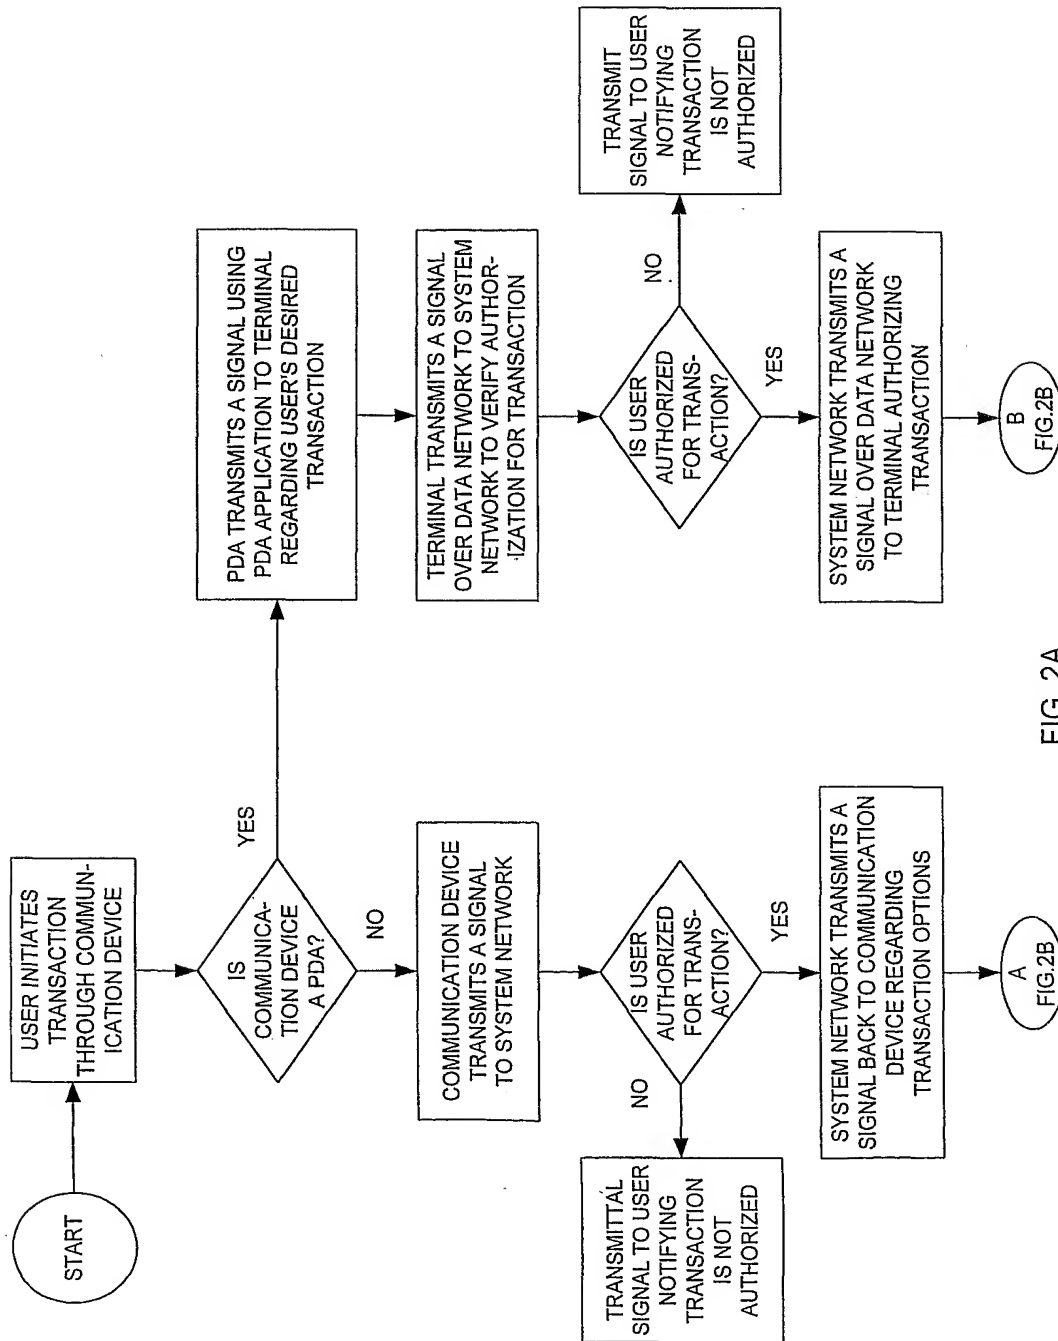 START
USER INITIATES
TRANSACTION
THROUGH COMMUN-
ICATION DEVICE
IS
COMMUNICA-
TION DEVICE
A PDA?
YES
NO
PDA TRANSMITS A SIGNAL USING
PDA APPLICATION TO TERMINAL
REGARDING USER'S DESIRED
TRANSACTION
COMMUNICATION DEVICE
TRANSMITS A SIGNAL
TO SYSTEM NETWORK
TERMINAL TRANSMITS A SIGNAL
OVER DATA NETWORK TO SYSTEM
NETWORK TO VERIFY AUTHOR-
IZATION FOR TRANSACTION
IS USER
AUTHORIZED
FOR TRANS-
ACTION?
NO
YES
TRANSMITTAL
SIGNAL TO USER
NOTIFYING
TRANSACTION
IS NOT
AUTHORIZED
IS USER
AUTHORIZED
FOR TRANS-
ACTION?
NO
YES
TRANSMIT
SIGNAL TO USER
NOTIFYING
TRANSACTION
IS NOT
AUTHORIZED
SYSTEM NETWORK TRANSMITS A
SIGNAL BACK TO COMMUNICATION
DEVICE REGARDING
TRANSACTION OPTIONS
SYSTEM NETWORK TRANSMITS A
SIGNAL OVER DATA NETWORK
TO TERMINAL AUTHORIZING
TRANSACTION
A
FIG.2B
B
FIG.2B
FIG. 2A